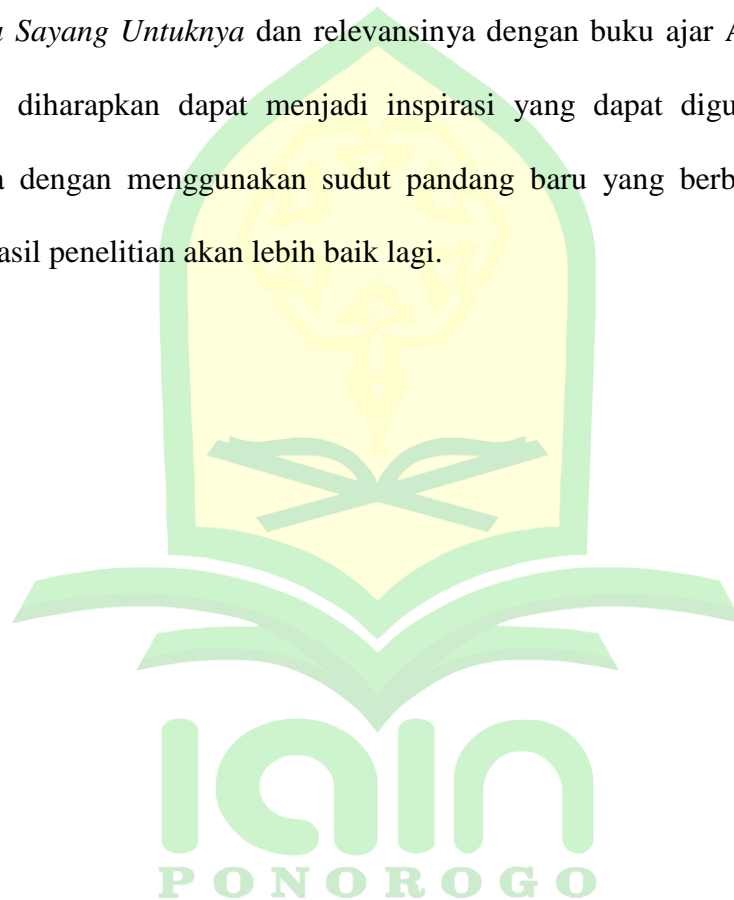 Sayang Untuknya dan relevansinya dengan buku ajar
diharapkan dapat menjadi inspirasi yang dapat
dengan menggunakan sudut pandang baru yang
penelitian akan lebih baik lagi.
iain
PONOROGO